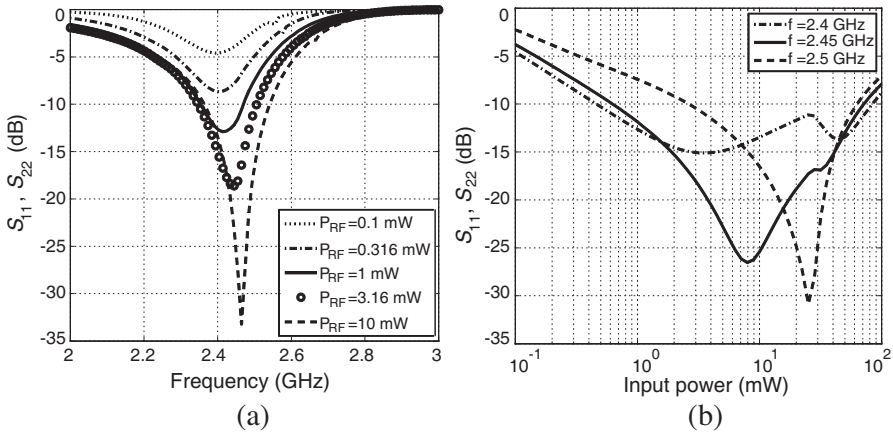 0
-5
-10
-15
-20
-25
-30
-35
S11, S22 (dB)
2
2.2
2.4
2.6
2.8
3
Frequency (GHz)
PRF=0.1 mW
PRF=0.316 mW
PRF=1 mW
PRF=3.16 mW
PRF=10 mW
(a)
0
-5
-10
-15
-20
-25
-30
-35
S11, S22 (dB)
10-1
100
101
102
Input power (mW)
f =2.4 GHz
f =2.45 GHz
f =2.5 GHz
(b)